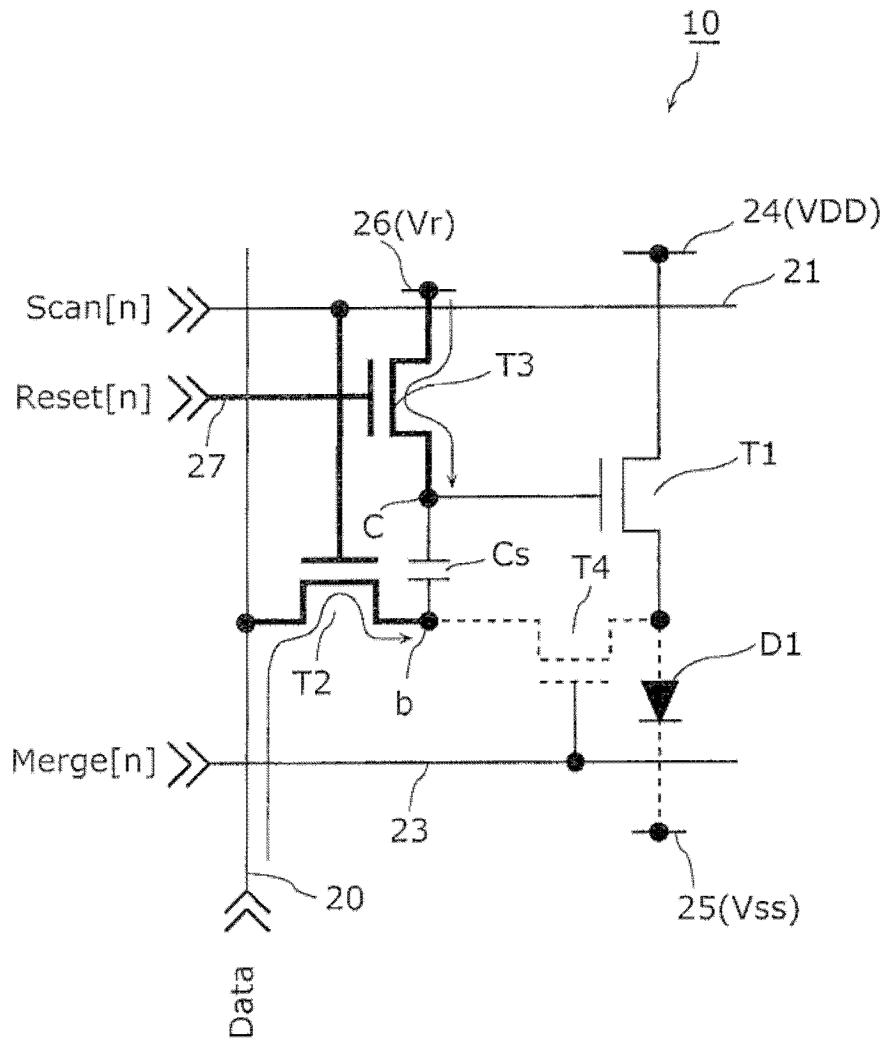 10
26(Vr)
24(VDD)
21
Scan[n]
T3
Reset[n]
27
T1
C
Cs
T4
T2
b
D1
Merge[n]
23
20
25(Vss)
Data